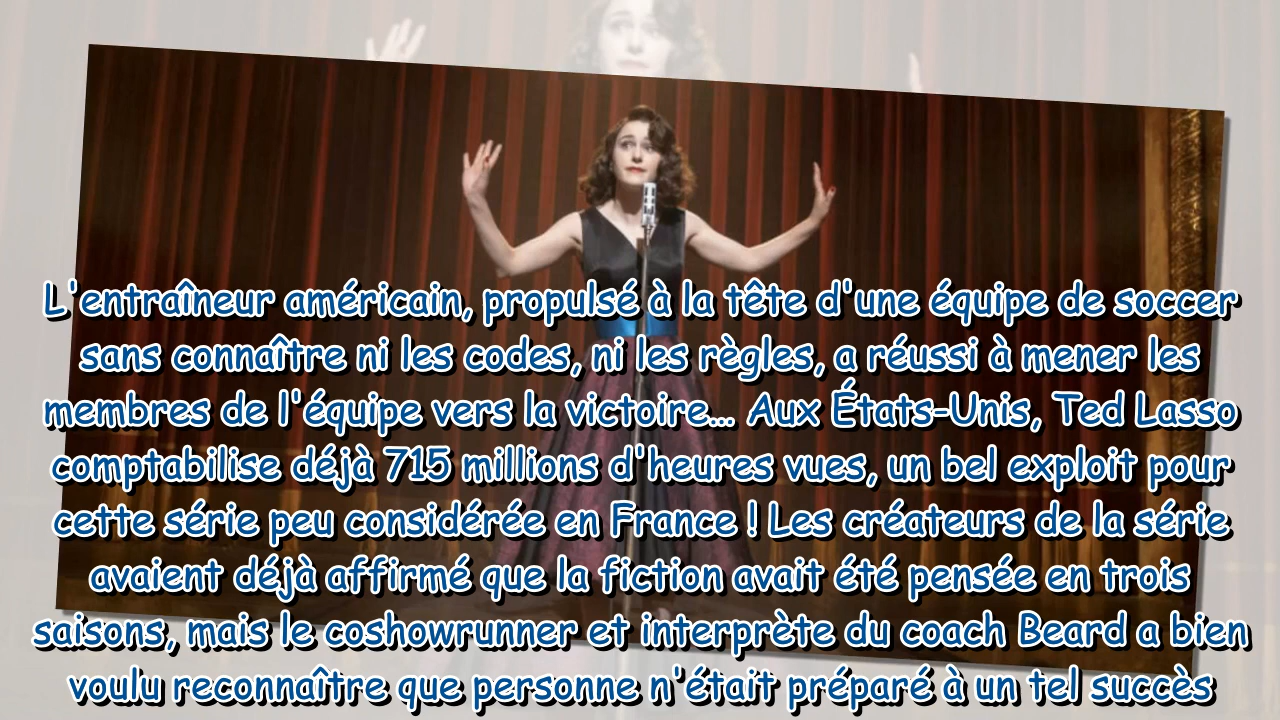 L'entraîneur américain, propulsé à la tête d'une équipe de soccer
sans connaître ni les codes, ni les règles, a réussi à mener les
membres de l'équipe vers la victoire... Aux États-Unis, Ted Lasso
comptabilise déjà 715 millions d'heures vues, un bel exploit pour
cette série peu considérée en France ! Les créateurs de la série
avaient déjà affirmé que la fiction avait été pensée en trois
saisons, mais le coshowrunner et interprète du coach Beard a bien
voulu reconnaître que personne n'était préparé à un tel succès